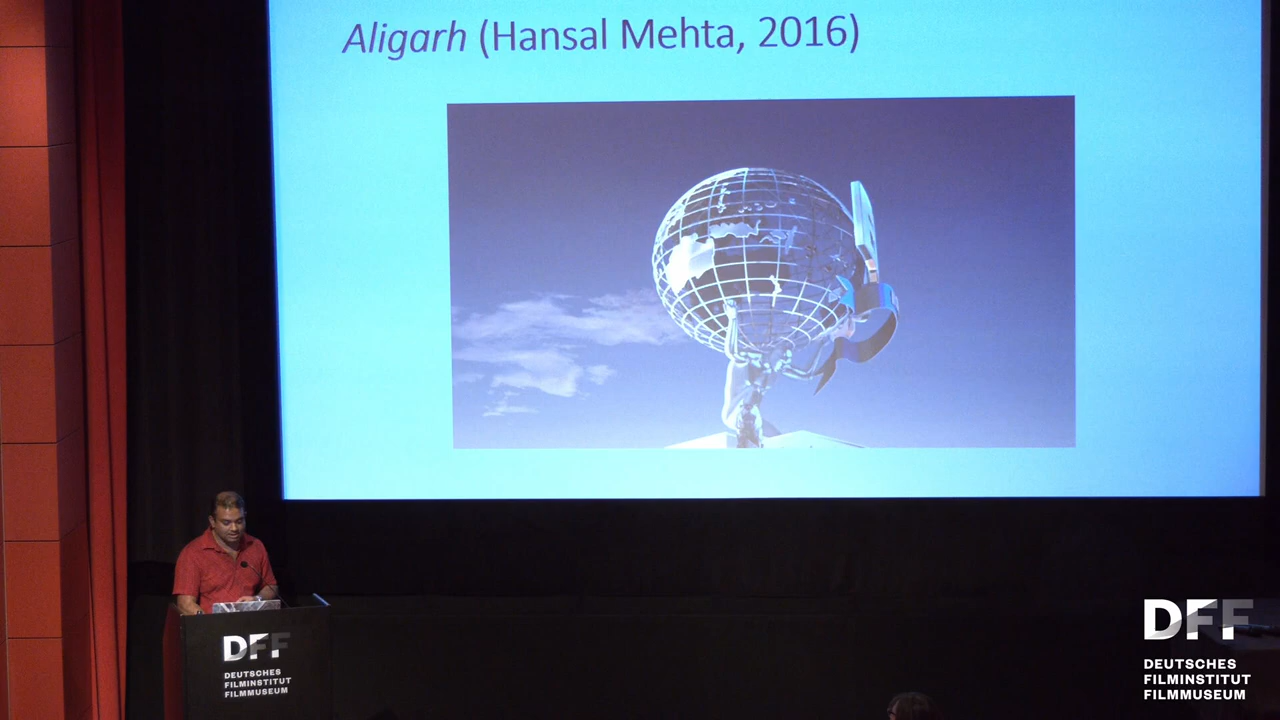 Aligarh (Hansal Mehta, 2016)
DFF
DEUTSCHES
FILMINSTITUT
FILMMUSEUM
DFF
DEUTSCHES
FILMINSTITUT
FILMMUSEUM